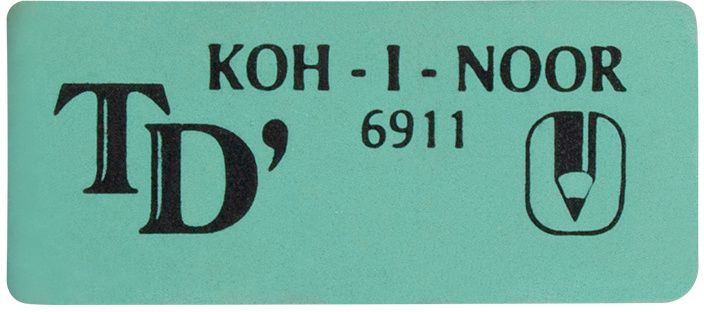 KOH - I - NOOR
TD'
6911